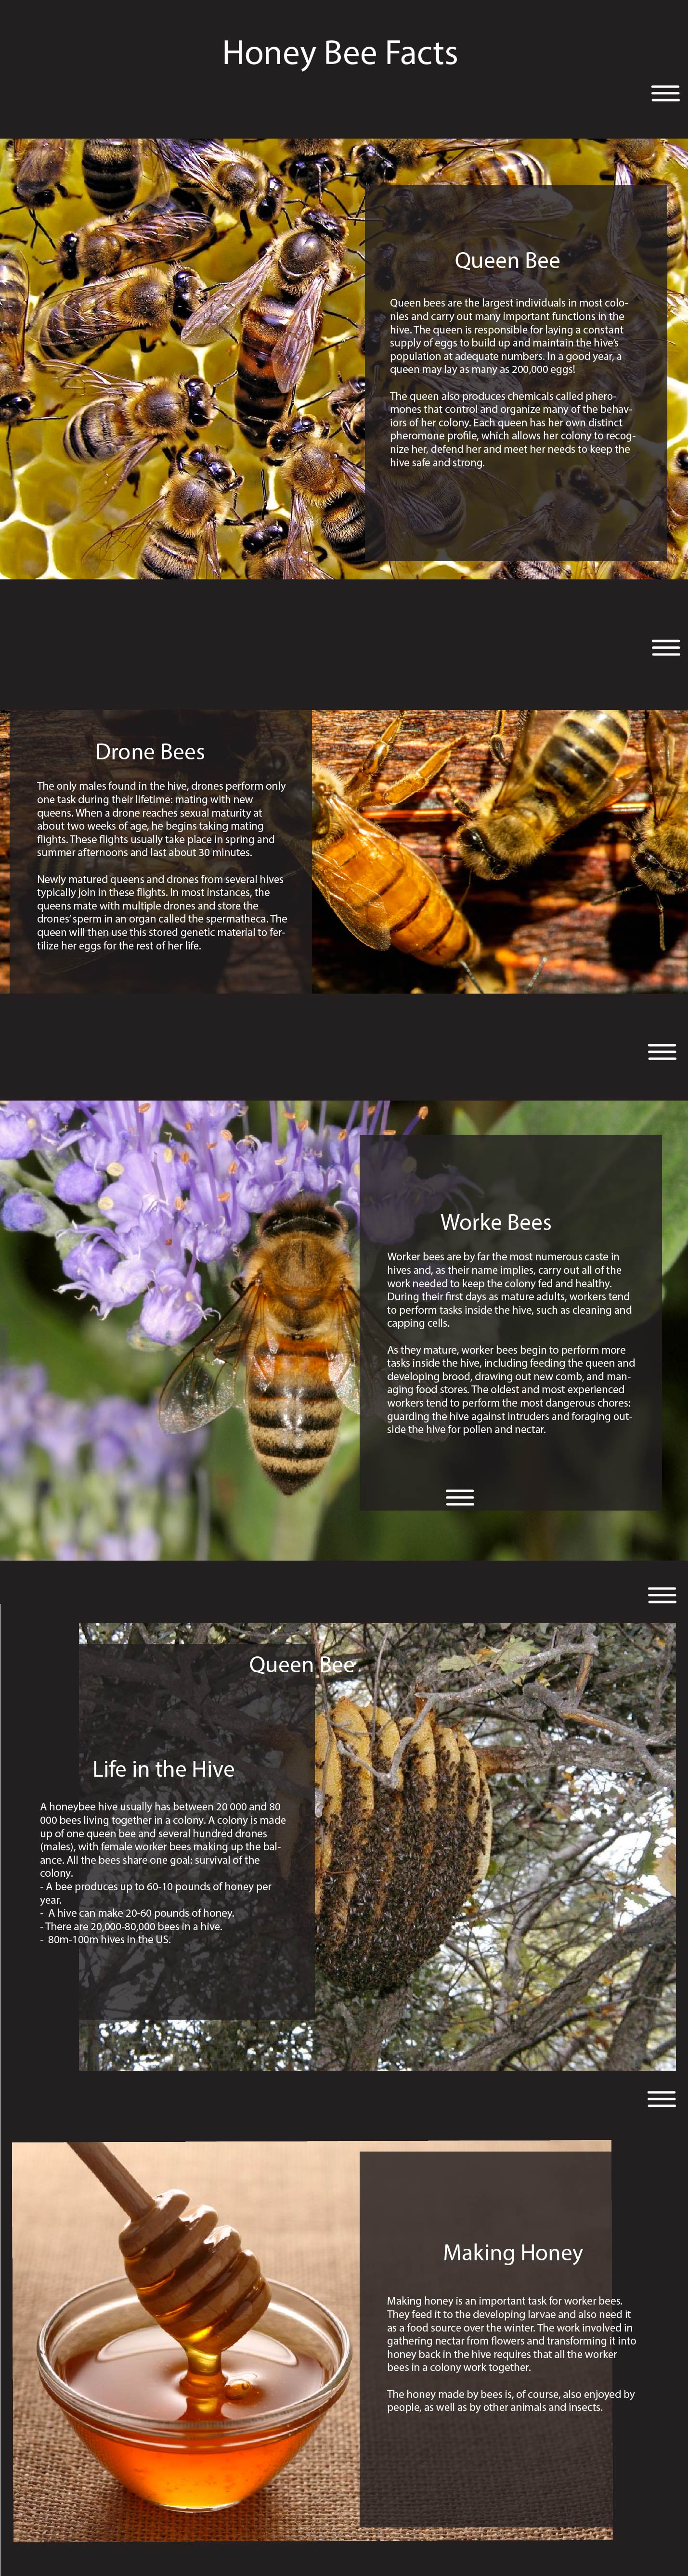 Honey Bee Facts
Queen Bee
Queen bees are the largest individuals in most colo-
nies and carry out many important functions in the
hive. The queen is responsible for laying a constant
supply of eggs to build up and maintain the hive's
population at adequate numbers. In a good year, a
queen may lay as many as 200,000 eggs!
The queen also produces chemicals called phero-
mones that control and organize many of the behav-
iors of her colony. Each queen has her own distinct
pheromone profile, which allows her colony to recog-
nize her, defend her and meet her needs to keep the
hive safe and strong.
Drone Bees
The only males found in the hive, drones perform only
one task during their lifetime: mating with new
queens. When a drone reaches sexual maturity at
about two weeks of age, he begins taking mating
flights. These flights usually take place in spring and
summer afternoons and last about 30 minutes.
Newly matured queens and drones from several hives
typically join in these flights. In most instances, the
queens mate with multiple drones and store the
drones' sperm in an organ called the spermatheca. The
queen will then use this stored genetic material to fer-
tilize her eggs for the rest of her life.
Worke Bees
Worker bees are by far the most numerous caste in
hives and, as their name implies, carry out all of the
work needed to keep the colony fed and healthy.
During their first days as mature adults, workers tend
to perform tasks inside the hive, such as cleaning and
capping cells.
As they mature, worker bees begin to perform more
tasks inside the hive, including feeding the queen and
developing brood, drawing out new comb, and man-
aging food stores. The oldest and most experienced
workers tend to perform the most dangerous chores:
guarding the hive against intruders and foraging out-
side the hive for pollen and nectar.
Queen Bee
Life in the Hive
A honeybee hive usually has between 20 000 and 80
000 bees living together in a colony. A colony is made
up of one queen bee and several hundred drones
(males), with female worker bees making up the bal-
ance. All the bees share one goal: survival of the
colony.
- A bee produces up to 60-10 pounds of honey per
year.
- A hive can make 20-60 pounds of honey.
- There are 20,000-80,000 bees in a hive.
- 80m-100m hives in the US.
Making Honey
Making honey is an important task for worker bees.
They feed it to the developing larvae and also need it
as a food source over the winter. The work involved in
gathering nectar from flowers and transforming it into
honey back in the hive requires that all the worker
bees in a colony work together.
The honey made by bees is, of course, also enjoyed by
people, as well as by other animals and insects.